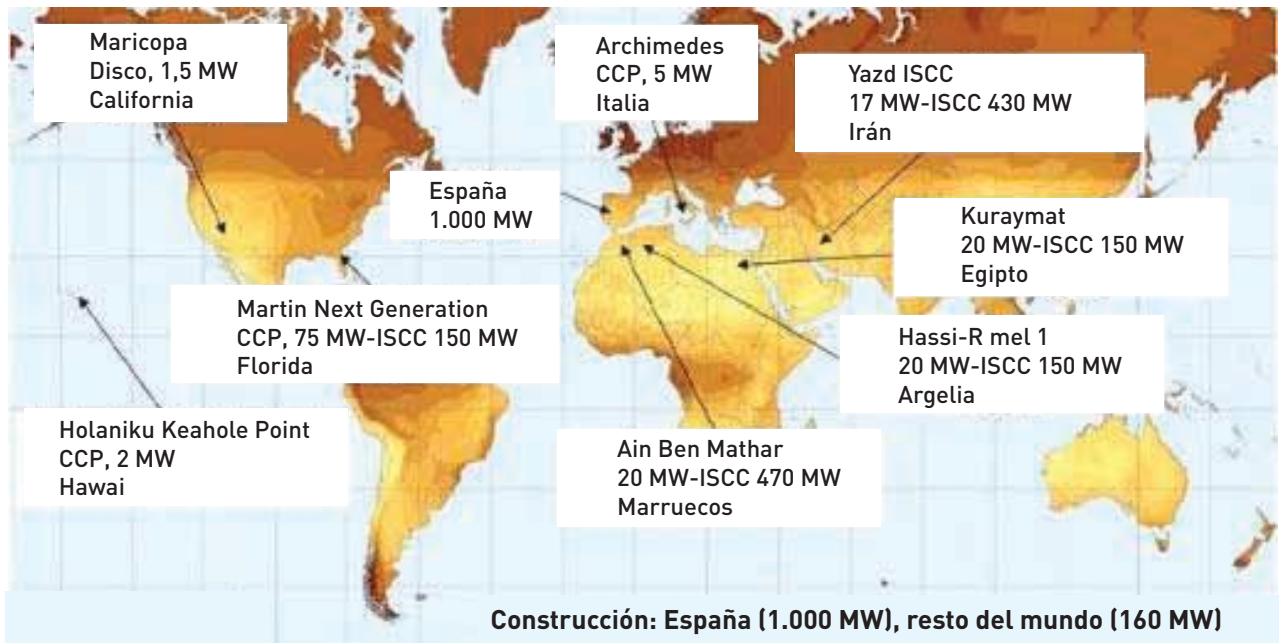 Maricopa
Disco, 1,5 MW
California
Archimedes
CCP, 5 MW
Italia
Yazd ISCC
17 MW-ISCC 430 MW
Irán
España
1.000 MW
Kuraymat
20 MW-ISCC 150 MW
Egipto
Martin Next Generation
CCP, 75 MW-ISCC 150 MW
Florida
Hassi-R mel 1
20 MW-ISCC 150 MW
Argelia
Holaniku Keahole Point
CCP, 2 MW
Hawai
Ain Ben Mathar
20 MW-ISCC 470 MW
Marruecos
Construcción: España (1.000 MW), resto del mundo (160 MW)